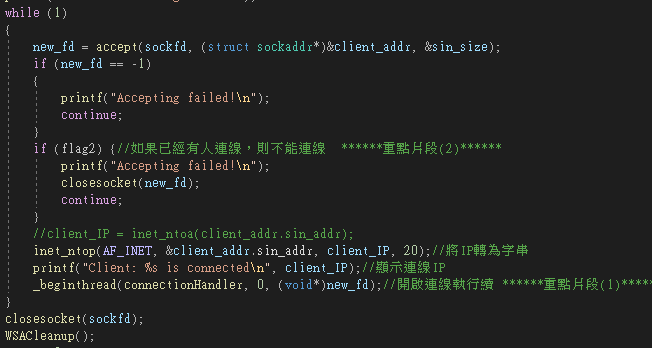 while (1)
{
new_fd = accept(sockfd, (struct sockaddr*)&client_addr, &sin_size);
if (new_fd == -1)
{
printf("Accepting failed!\n");
continue;
}
if (flag2) {//如果已經有人連線，則不能連線 ******重點片段(2)******
printf("Accepting failed!\n");
closesocket(new_fd);
continue;
}
//client_IP = inet_ntoa(client_addr.sin_addr);
inet_ntop(AF_INET, &client_addr.sin_addr, client_IP, 20);//將IP轉為字串
printf("Client: %s is connected\n", client_IP);//顯示連線IP
_beginthread(connectionHandler, 0, (void*)new_fd);//開啟連線執行續 ******重點片段(1)*****
}
closesocket(sockfd);
WSACleanup();